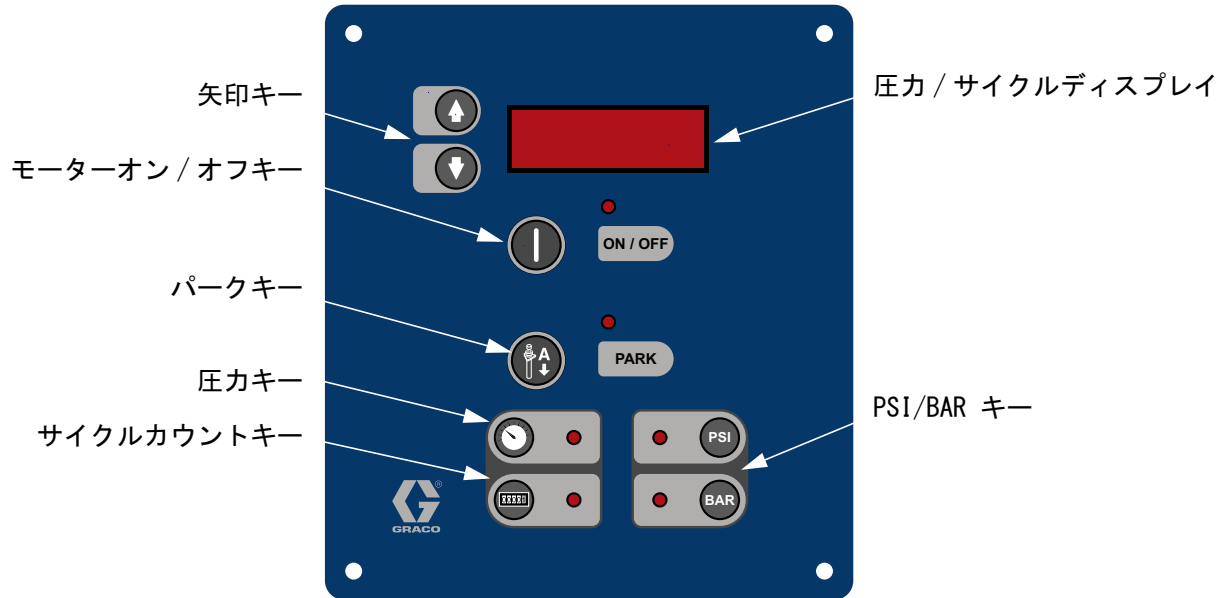 矢印キー
圧力 / サイクルディスプレイ
モーターオン / オフキー
ON / OFF
パークキー
A
PARK
圧力キー
PSI/BAR キー
サイクルカウントキー
PSI
BAR
®
GRACO